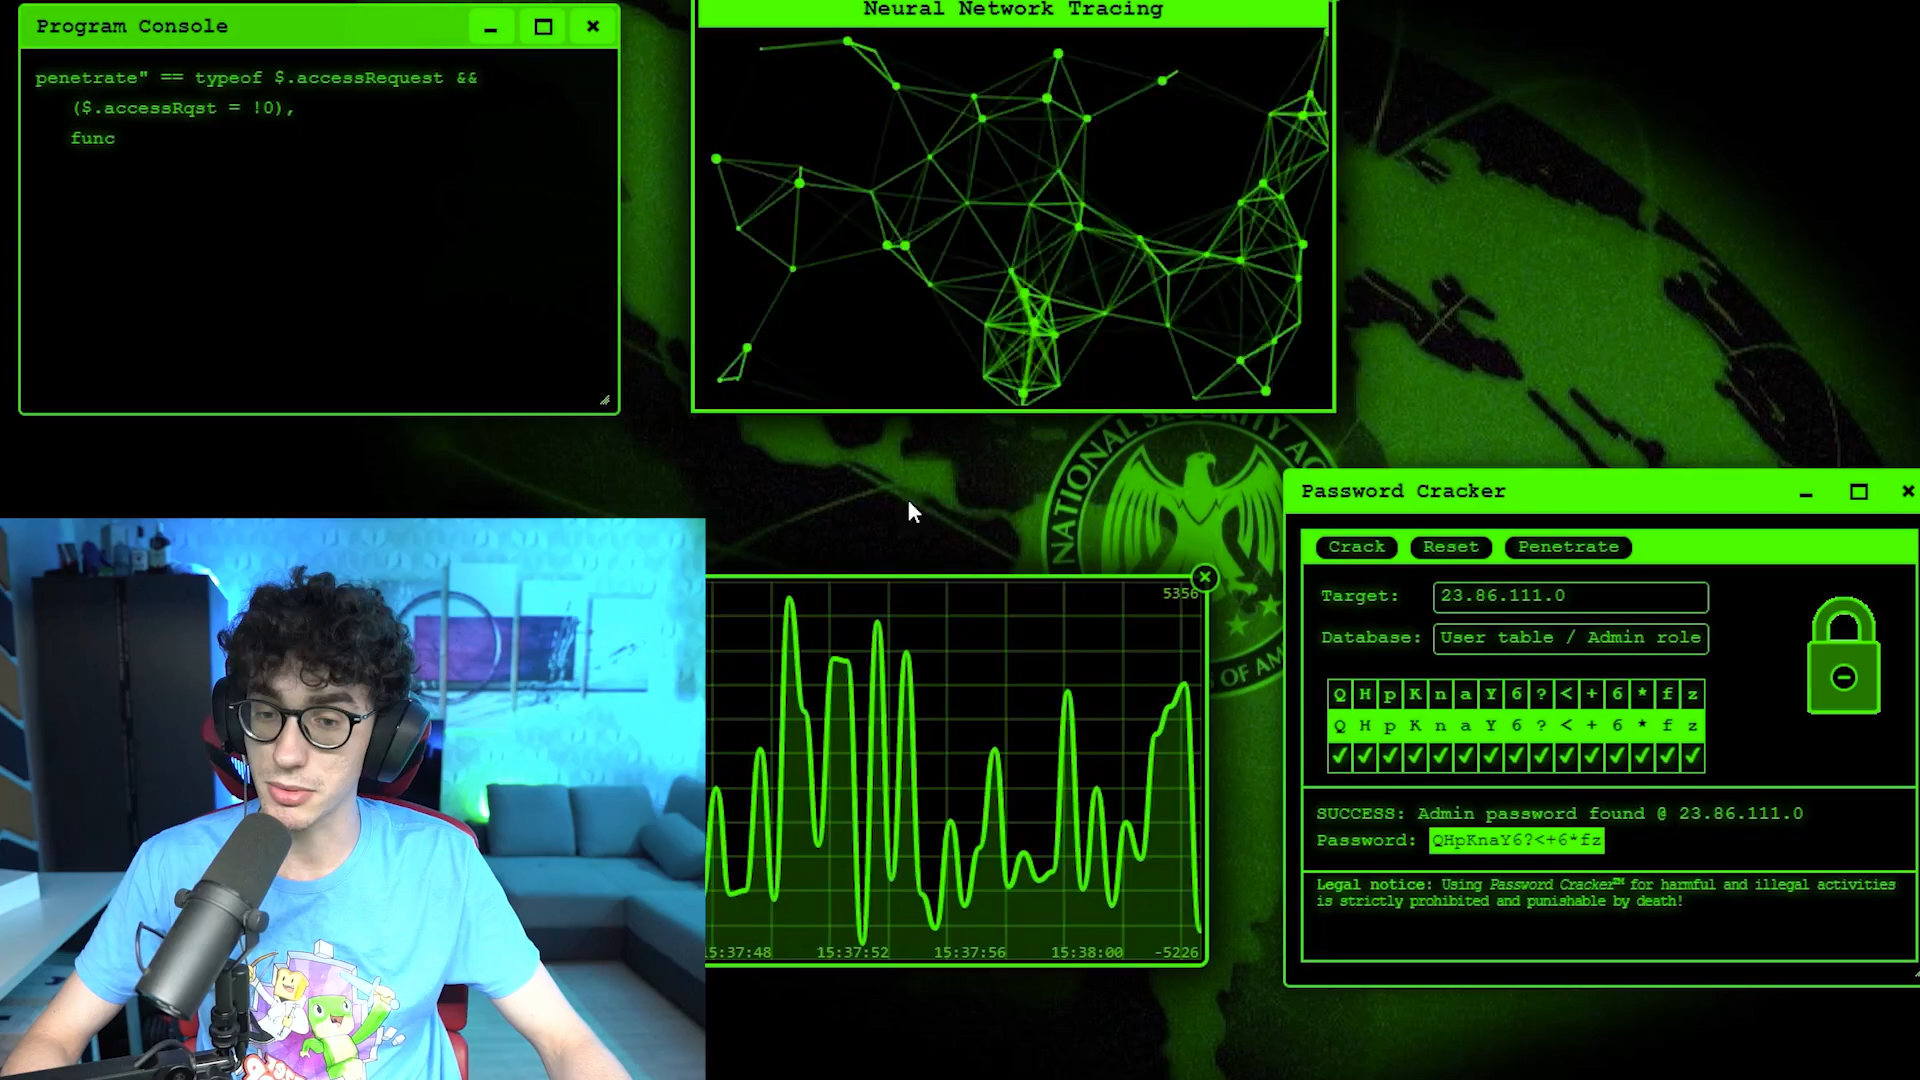 Program Console
penetrate" == typeof $.accessRequest &&
($.accessRqst = !0),
func
Neural Network Tracing
NATIONAL SECURITY
OF
5356
15:37:48 15:37:52 15:37:56 15:38:00 -5226
Password Cracker
Crack Reset Penetrate
Target: 23.86.111.0
Database: User table / Admin role
Q H p K n a Y 6 ? < + 6 * f z
Q H p K n a Y 6 ? < + 6 * f z
SUCCESS: Admin password found @ 23.86.111.0
Password: QHpKnaY6?<+6*fz
Legal notice: Using Password Cracker™ for harmful and illegal activities
is strictly prohibited and punishable by death!